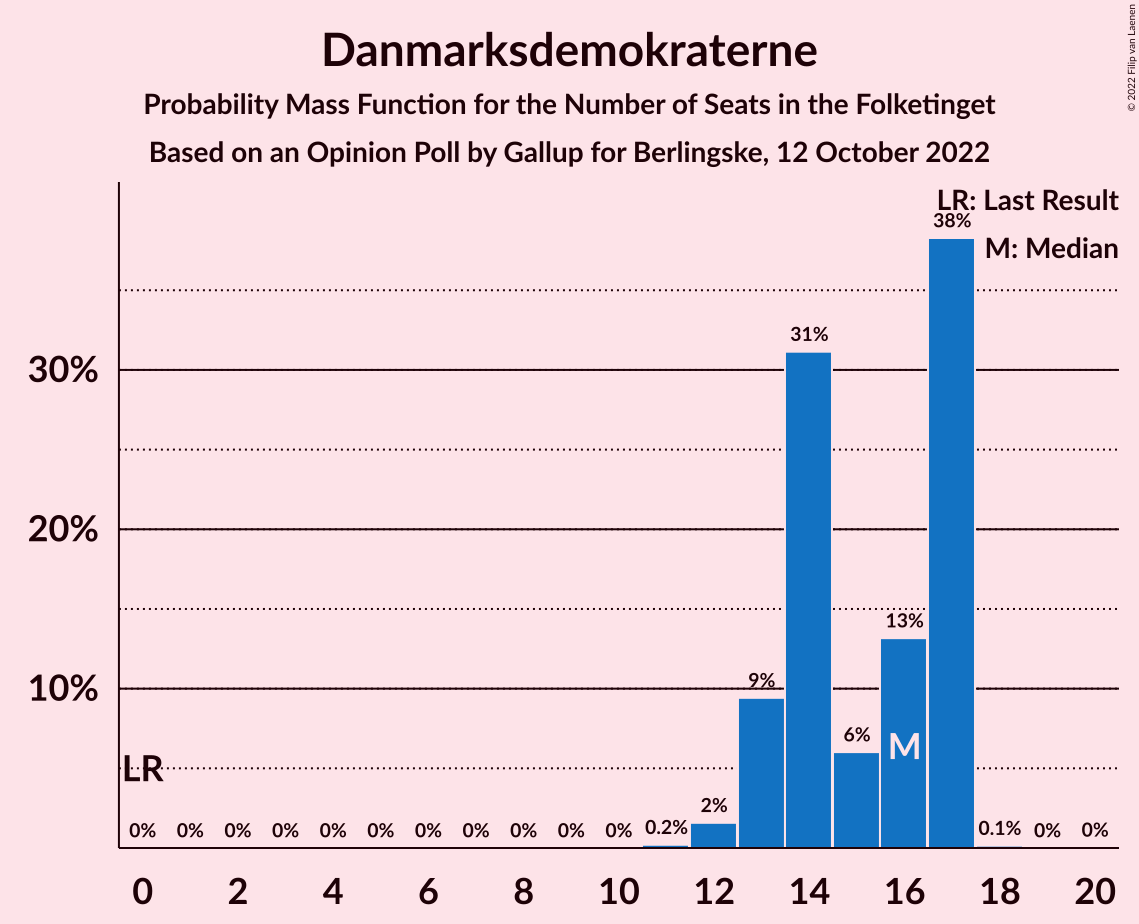 Danmarksdemokraterne
Probability Mass Function for the Number of Seats in the Folketinget
Based on an Opinion Poll by Gallup for Berlingske, 12 October 2022
© 2022 Filip van Laenen
LR: Last Result
M: Median
38%
31%
30%
20%
13%
10%
9%
6%
M
LR
2%
0% 0% 0% 0% 0% 0% 0% 0% 0% 0% 0% 0.2% 0.1% 0% 0%
0 2 4 6 8 10 12 14 16 18 20